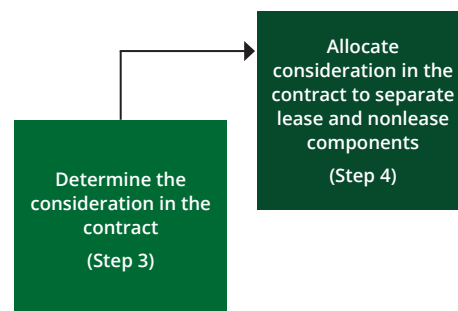 Determine the
consideration in the
contract
(Step 3)
Allocate
consideration in the
contract to separate
lease and nonlease
components
(Step 4)